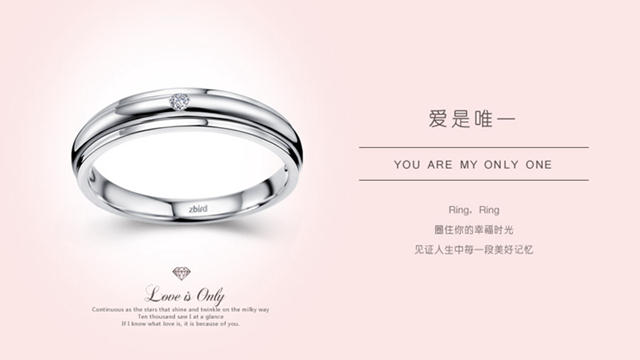 zbird
Love is Only
Continuous as the stars that shine and twinkle on the milky way
Ten thousand saw I at a glance
If I know what love is, it is because of you.
爱是唯一
YOU ARE MY ONLY ONE
Ring，Ring
圈住你的幸福时光
见证人生中每一段美好记忆